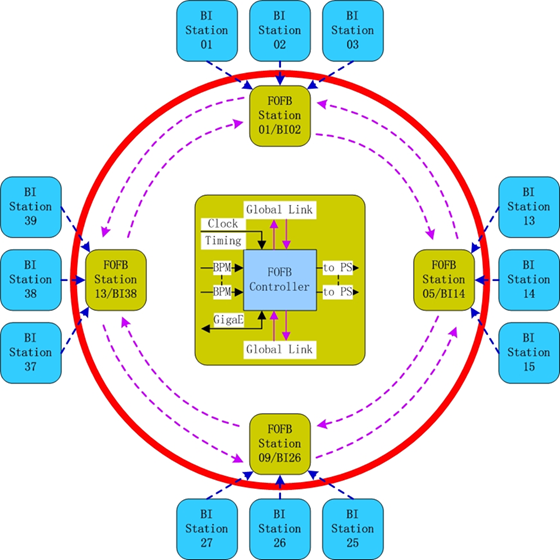 BI
Station
01
BI
Station
02
BI
Station
03
FOFB
Station
01/BI02
BI
Station
39
BI
Station
38
BI
Station
37
FOFB
Station
13/BI38
Global Link
Clock
Timing
BPM
BPM
GigaE
FOFB
Controller
to PS
to PS
Global Link
FOFB
Station
05/BI14
BI
Station
13
BI
Station
14
BI
Station
15
FOFB
Station
09/BI26
BI
Station
27
BI
Station
26
BI
Station
25